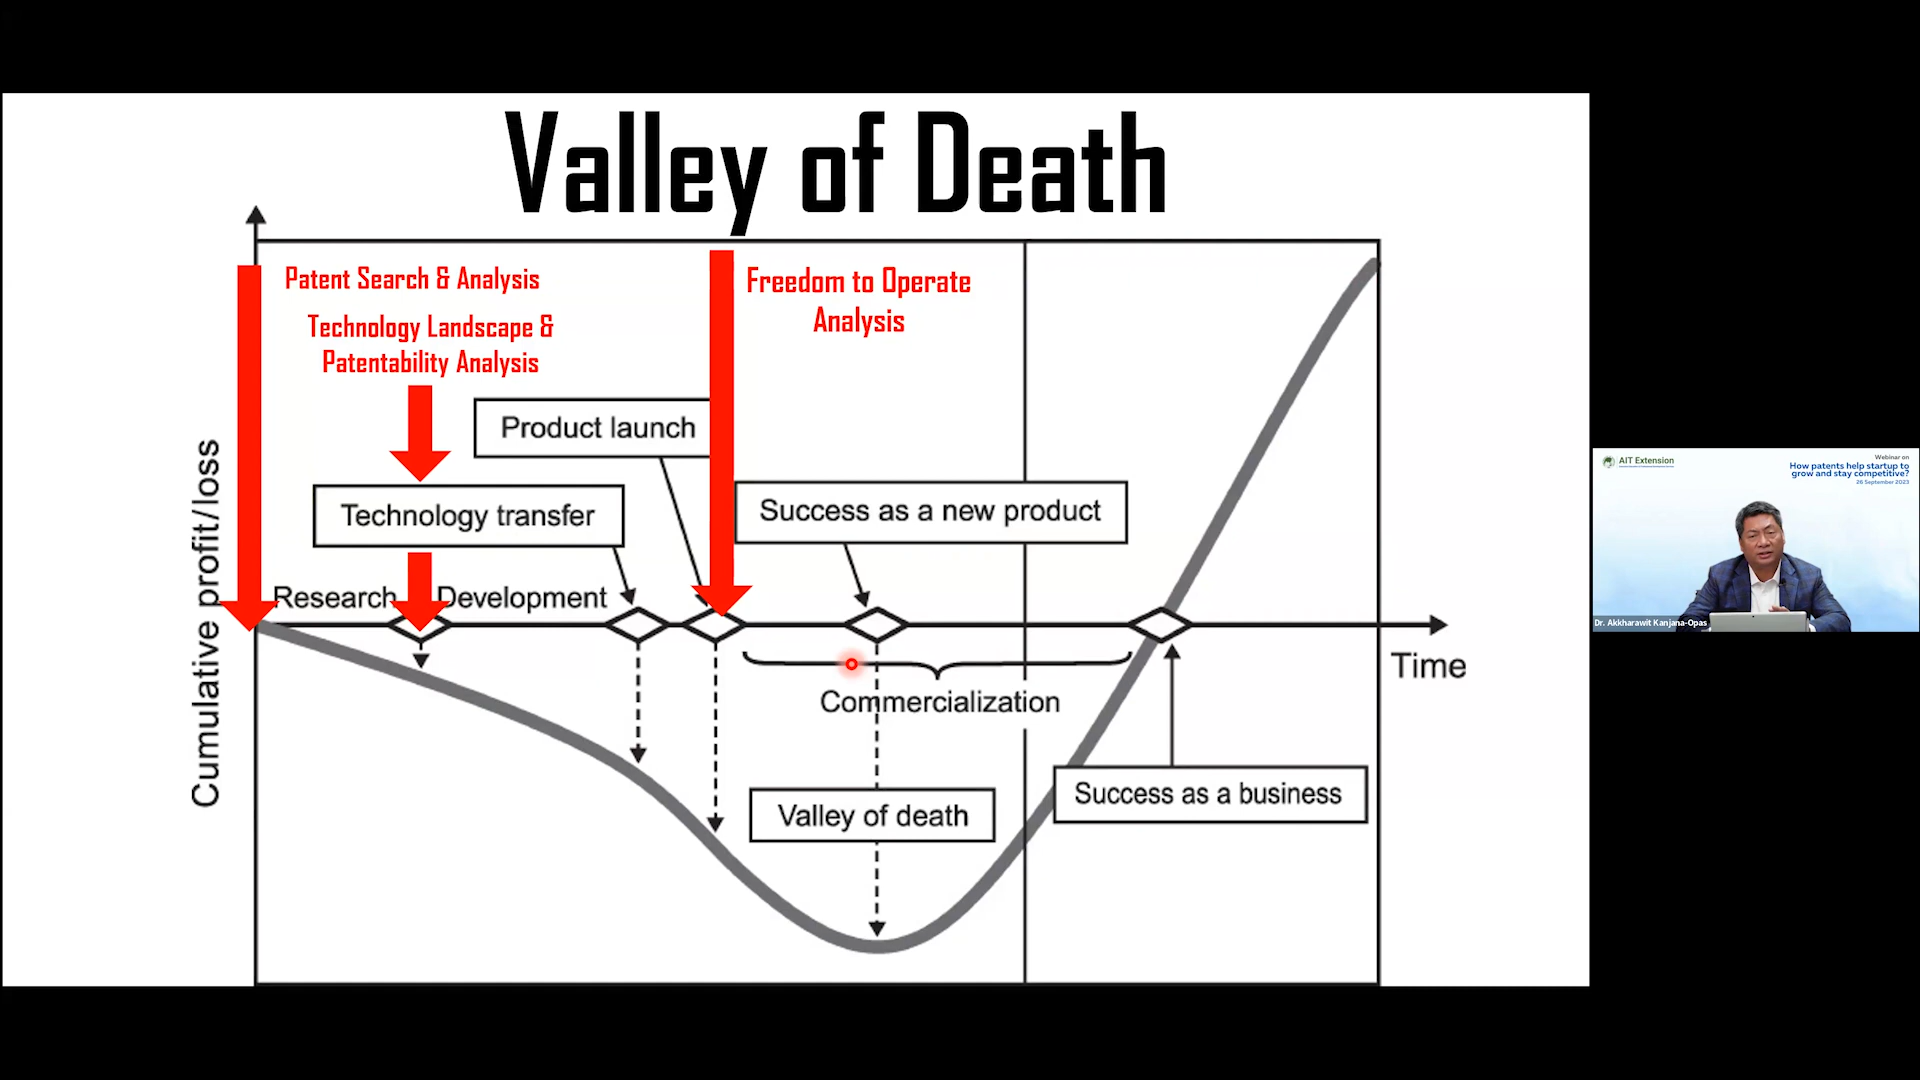 Valley of Death
Patent Search & Analysis
Technology Landscape &
Patentability Analysis
Freedom to Operate
Analysis
Product launch
Technology transfer
Success as a new product
Research
Development
Cumulative profit/loss
Time
Commercialization
Valley of death
Success as a business
AIT Extension
Webinar on
How patents help startup to
grow and stay competitive?
26 September 2023
Dr. Akkharawit Kanjana-Opas